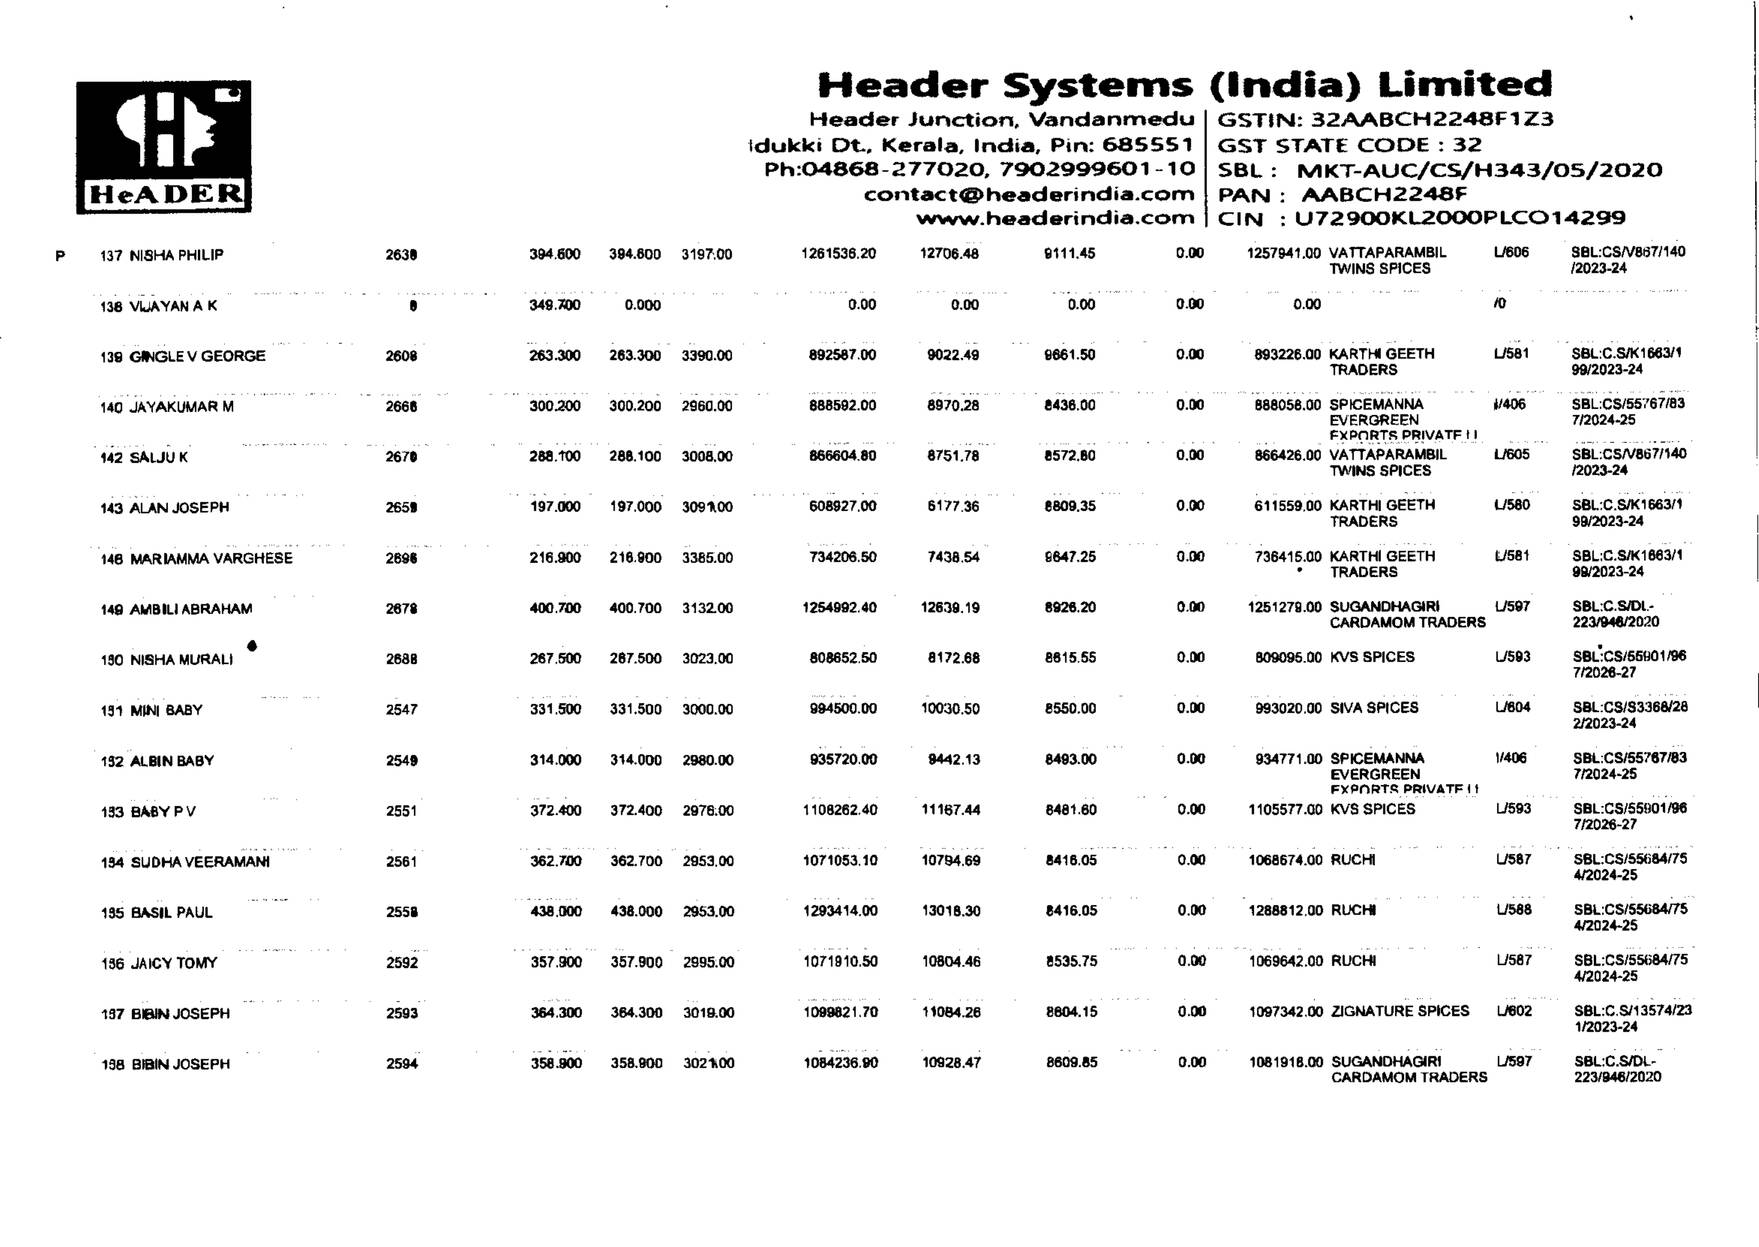 HeADER
Header Systems (India) Limited
Header Junction, Vandanmedu | GSTIN: 32AABCH2248F1Z3
Idukki Dt., Kerala, India, Pin: 685551 | GST STATE CODE : 32
Ph:04868-277020, 7902999601-10 | SBL : MKT-AUC/CS/H343/05/2020
contact@headerindia.com | PAN : AABCH2248F
www.headerindia.com | CIN : U72900KL2000PLCO14299
P 137 NISHA PHILIP 2638 394.600 394.600 3197.00 1261536.20 12706.48 9111.45 0.00 1257941.00 VATTAPARAMBIL L/606 SBL:CS/V867/140
TWINS SPICES /2023-24
138 VIJAYAN A K 0 349.700 0.000 0.00 0.00 0.00 0.00 0.00 /0
139 GINGLE V GEORGE 2608 263.300 263.300 3390.00 892587.00 9022.49 9661.50 0.00 893226.00 KARTHI GEETH L/581 SBL:C.S/K1663/1
TRADERS 99/2023-24
140 JAYAKUMAR M 2666 300.200 300.200 2960.00 888592.00 8970.28 8436.00 0.00 888058.00 SPICEMANNA I/406 SBL:CS/55767/83
EVERGREEN 7/2024-25
EXPORTS PRIVATE LI
142 SALJU K 2670 288.100 288.100 3008.00 866604.80 8751.78 8572.80 0.00 866426.00 VATTAPARAMBIL L/605 SBL:CS/V867/140
TWINS SPICES /2023-24
143 ALAN JOSEPH 2659 197.000 197.000 3091.00 608927.00 6177.36 8809.35 0.00 611559.00 KARTHI GEETH L/580 SBL:C.S/K1663/1
TRADERS 99/2023-24
148 MARIAMMA VARGHESE 2696 216.900 216.900 3385.00 734206.50 7438.54 9647.25 0.00 736415.00 KARTHI GEETH L/581 SBL:C.S/K1663/1
TRADERS 99/2023-24
149 AMBILI ABRAHAM 2678 400.700 400.700 3132.00 1254992.40 12639.19 8926.20 0.00 1251279.00 SUGANDHAGIRI L/597 SBL:C.S/DL-
CARDAMOM TRADERS 223/946/2020
150 NISHA MURALI 2688 267.500 267.500 3023.00 808652.50 8172.68 8615.55 0.00 809095.00 KVS SPICES L/593 SBL:CS/55901/96
7/2026-27
151 MINI BABY 2547 331.500 331.500 3000.00 994500.00 10030.50 8550.00 0.00 993020.00 SIVA SPICES L/604 SBL:CS/S3368/28
2/2023-24
152 ALBIN BABY 2549 314.000 314.000 2980.00 935720.00 9442.13 8493.00 0.00 934771.00 SPICEMANNA I/406 SBL:CS/55767/83
EVERGREEN 7/2024-25
EXPORTS PRIVATE LI
153 BABY P V 2551 372.400 372.400 2976.00 1108262.40 11167.44 8481.60 0.00 1105577.00 KVS SPICES L/593 SBL:CS/55901/96
7/2026-27
154 SUDHA VEERAMANI 2561 362.700 362.700 2953.00 1071053.10 10794.69 8416.05 0.00 1068674.00 RUCHI L/587 SBL:CS/55684/75
4/2024-25
155 BASIL PAUL 2558 438.000 438.000 2953.00 1293414.00 13018.30 8416.05 0.00 1288812.00 RUCHI L/588 SBL:CS/55684/75
4/2024-25
156 JAICY TOMY 2592 357.900 357.900 2995.00 1071910.50 10804.46 8535.75 0.00 1069642.00 RUCHI L/587 SBL:CS/55684/75
4/2024-25
157 BIBIN JOSEPH 2593 364.300 364.300 3019.00 1099821.70 11084.26 8604.15 0.00 1097342.00 ZIGNATURE SPICES L/602 SBL:C.S/13574/23
1/2023-24
158 BIBIN JOSEPH 2594 358.900 358.900 3021.00 1084236.90 10928.47 8609.85 0.00 1081918.00 SUGANDHAGIRI L/597 SBL:C.S/DL-
CARDAMOM TRADERS 223/946/2020